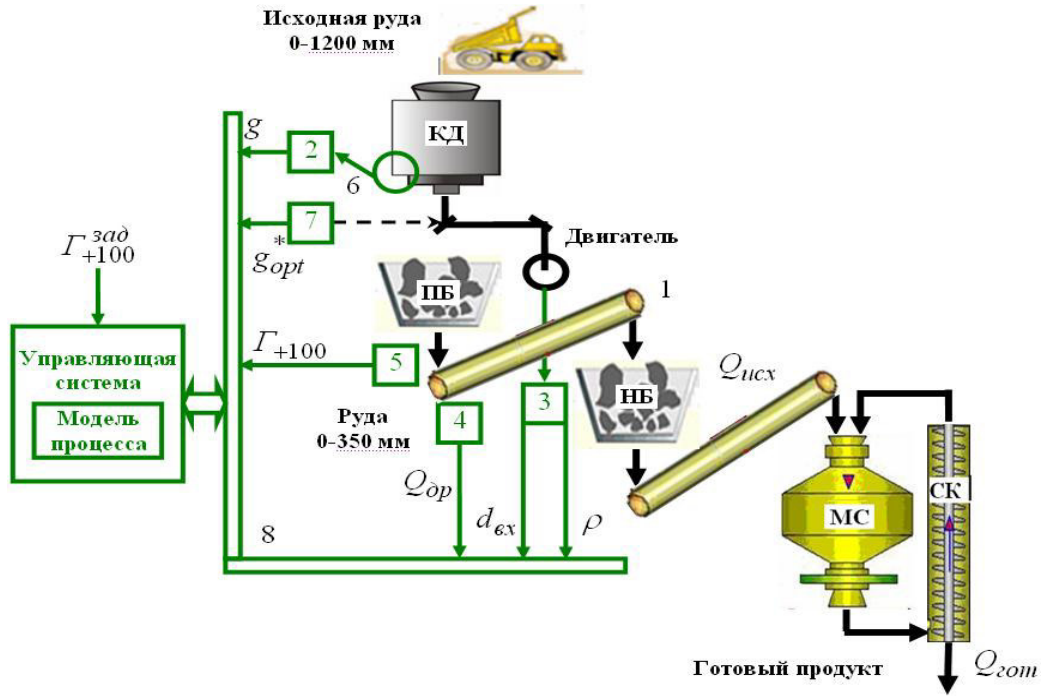 Исходная руда
0-1200 мм
КД
g
2
6
7
g*opt
Двигатель
Г зад +100
ПБ
1
Г+100
5
Управляющая
система
Модель
процесса
3
НБ
Qисх
4
Руда
0-350 мм
Qдр
dвх
ρ
МС
СК
8
Готовый продукт
Qгот